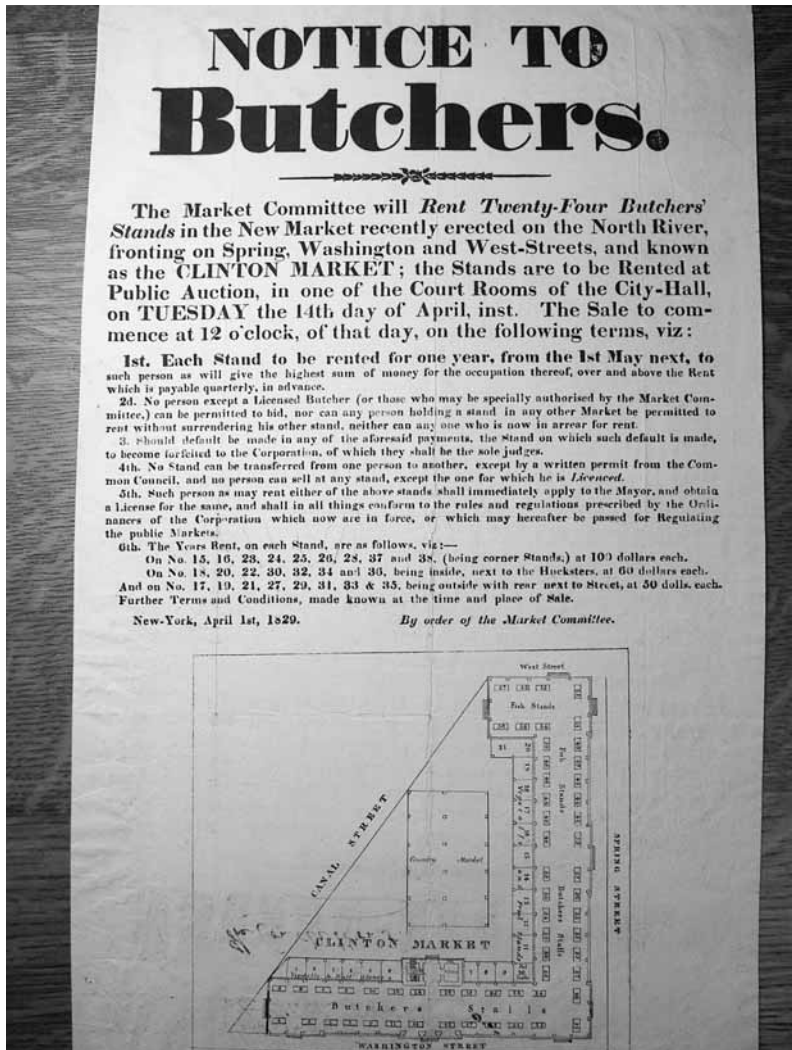 NOTICE TO
Butchers.
The Market Committee will Rent Twenty-Four Butchers'
Stands in the New Market recently erected on the North River,
fronting on Spring, Washington and West-Streets, and known
as the CLINTON MARKET; the Stands are to be Rented at
Public Auction, in one of the Court Rooms of the City-Hall,
on TUESDAY the 14th day of April, inst. The Sale to com-
mence at 12 o'clock, of that day, on the following terms, viz:
1st. Each Stand to be rented for one year, from the 1st May next, to
such person as will give the highest sum of money for the occupation thereof, over and above the Rent
which is payable quarterly, in advance.
2d. No person except a Licensed Butcher (or those who may be specially authorised by the Market Com-
mittee,) can be permitted to bid, nor can any person holding a stand in any other Market be permitted to
rent without surrendering his other stand, neither can any one who is now in arrear for rent.
3. Should default be made in any of the aforesaid payments, the Stand on which such default is made,
to become forfeited to the Corporation, of which they shall be the sole judges.
4th. No Stand can be transferred from one person to another, except by a written permit from the Com-
mon Council, and no person can sell at any stand, except the one for which he is Licenced.
5th. Such person as may rent either of the above stands shall immediately apply to the Mayor, and obtain
a License for the same, and shall in all things conform to the rules and regulations prescribed by the Ordi-
nances of the Corporation which now are in force, or which may hereafter be passed for Regulating
the public Markets.
6th. The Years Rent, on each Stand, are as follows, viz:—
On No. 15, 16, 23, 24, 25, 26, 28, 37 and 38, (being corner Stands,) at 100 dollars each.
On No. 18, 20, 22, 30, 32, 34 and 36, being inside, next to the Hucksters, at 60 dollars each.
And on No. 17, 19, 21, 27, 29, 31, 33 & 35, being outside with rear next to Street, at 50 dolls. each.
Further Terms and Conditions, made known at the time and place of Sale.
New-York, April 1st, 1829. By order of the Market Committee.
West Street
Fish Stands
Fish Stands
CANAL STREET
Country Market
SPRING STREET
Butchers Stalls
CLINTON MARKET
Butchers Stalls
WASHINGTON STREET